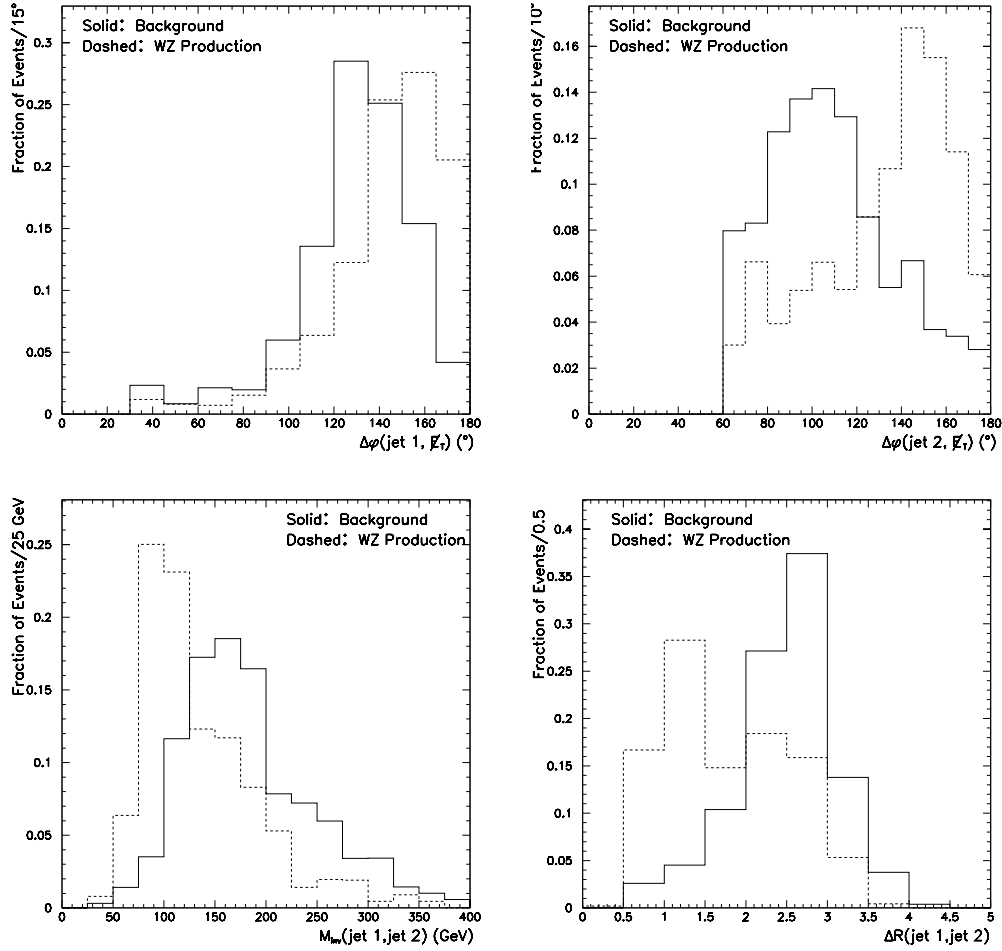 Fraction of Events/15°
Solid: Background
Dashed: WZ Production
0.3
0.25
0.2
0.15
0.1
0.05
0
0 20 40 60 80 100 120 140 160 180
Δφ(jet 1, E̸T) (°)
Fraction of Events/10°
Solid: Background
Dashed: WZ Production
0.16
0.14
0.12
0.1
0.08
0.06
0.04
0.02
0
0 20 40 60 80 100 120 140 160 180
Δφ(jet 2, E̸T) (°)
Fraction of Events/25 GeV
Solid: Background
Dashed: WZ Production
0.25
0.2
0.15
0.1
0.05
0
0 50 100 150 200 250 300 350 400
Minv(jet 1,jet 2) (GeV)
Fraction of Events/0.5
Solid: Background
Dashed: WZ Production
0.4
0.35
0.3
0.25
0.2
0.15
0.1
0.05
0
0 0.5 1 1.5 2 2.5 3 3.5 4 4.5 5
ΔR(jet 1,jet 2)